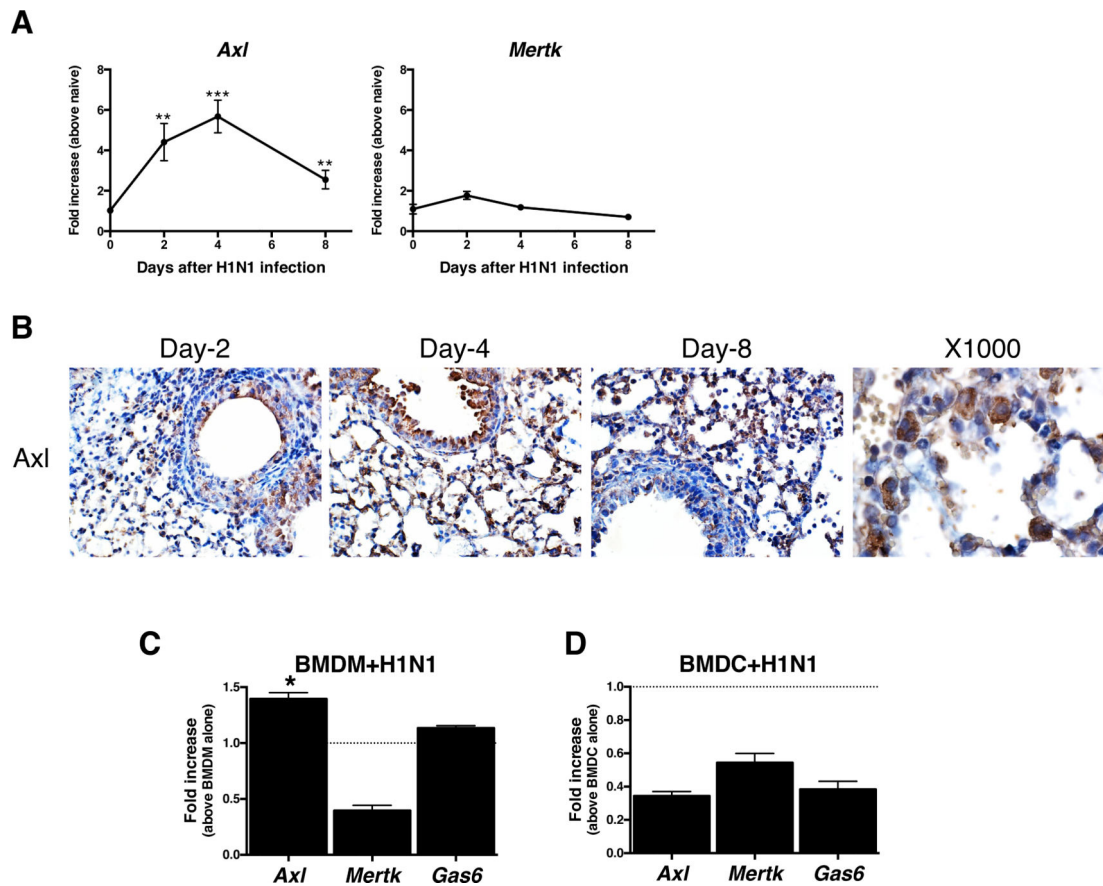 A
Axl
Mertk
Fold increase (above naive)
8
6
4
2
0
**
***
**
0 2 4 6 8
Days after H1N1 infection
Fold increase (above naive)
8
6
4
2
0
0 2 4 6 8
Days after H1N1 infection
B
Day-2 Day-4 Day-8 X1000
Axl
C
BMDM+H1N1
Fold increase
(above BMDM alone)
1.5
1.0
0.5
0.0
*
Axl Mertk Gas6
D
BMDC+H1N1
Fold increase
(above BMDC alone)
1.0
0.8
0.6
0.4
0.2
0.0
Axl Mertk Gas6